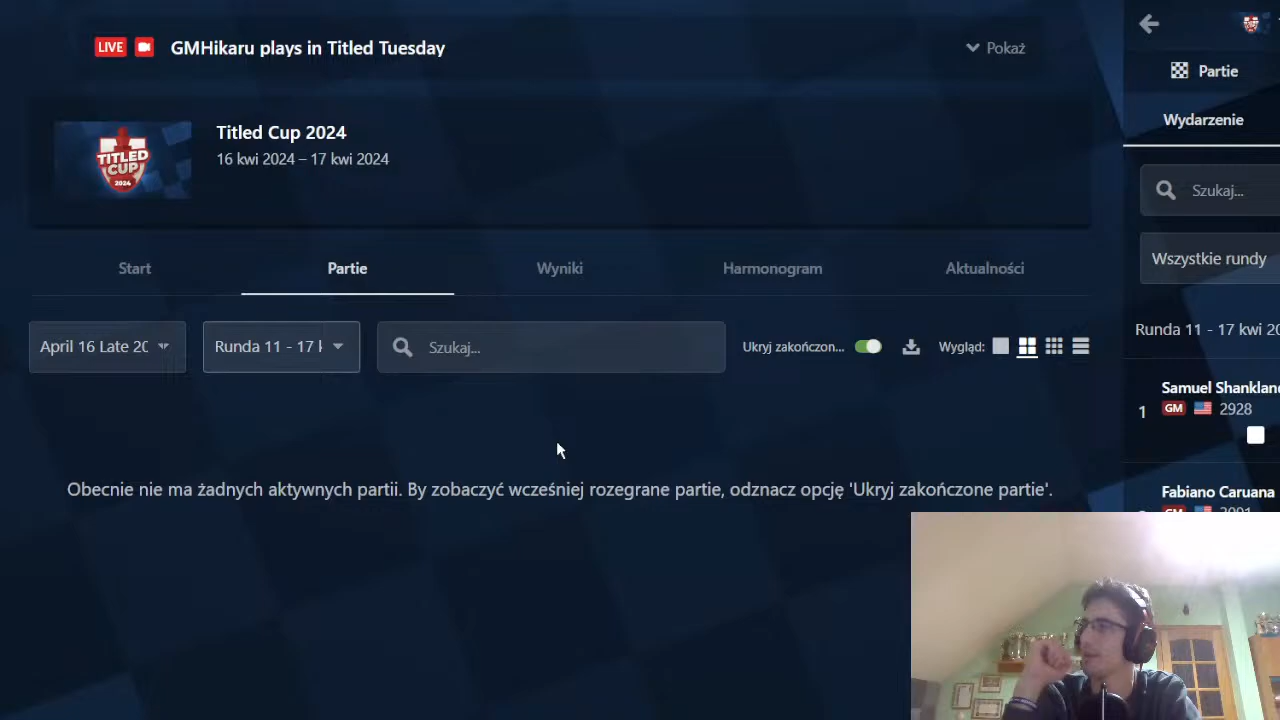 LIVE GMHikaru plays in Titled Tuesday Pokaż
TITLED CUP 2024
Titled Cup 2024
16 kwi 2024 – 17 kwi 2024
Start Partie Wyniki Harmonogram Aktualności
April 16 Late 20 Runda 11 - 17 k Szukaj... Ukryj zakończon... Wygląd:
Obecnie nie ma żadnych aktywnych partii. By zobaczyć wcześniej rozegrane partie, odznacz opcję 'Ukryj zakończone partie'.
Partie
Wydarzenie
Szukaj...
Wszystkie rundy
Runda 11 - 17 kwi 20
Samuel Shanklan
1 GM 2928
Fabiano Caruana